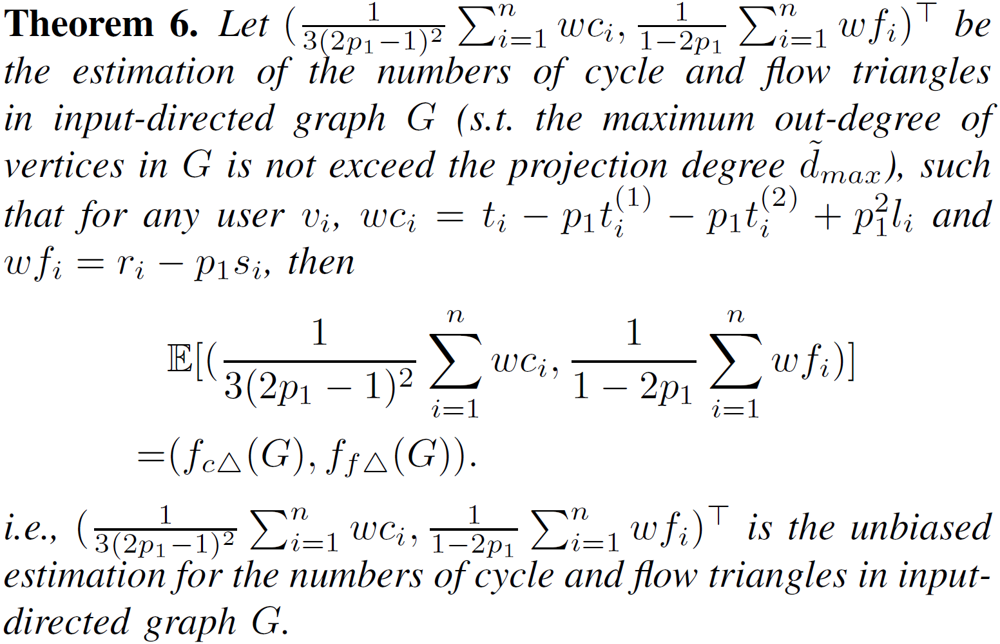 Theorem 6. Let $(\frac{1}{3(2p_1-1)^2} \sum_{i=1}^{n} wc_i, \frac{1}{1-2p_1} \sum_{i=1}^{n} wf_i)^\top$ be
the estimation of the numbers of cycle and flow triangles
in input-directed graph $G$ (s.t. the maximum out-degree of
vertices in $G$ is not exceed the projection degree $\tilde{d}_{max}$), such
that for any user $v_i$, $wc_i = t_i - p_1 t_i^{(1)} - p_1 t_i^{(2)} + p_1^2 l_i$ and
$wf_i = r_i - p_1 s_i$, then
$\mathbb{E}[(\frac{1}{3(2p_1-1)^2} \sum_{i=1}^{n} wc_i, \frac{1}{1-2p_1} \sum_{i=1}^{n} wf_i)]$
$=(f_{c\triangle}(G), f_{f\triangle}(G)).$
i.e., $(\frac{1}{3(2p_1-1)^2} \sum_{i=1}^{n} wc_i, \frac{1}{1-2p_1} \sum_{i=1}^{n} wf_i)^\top$ is the unbiased
estimation for the numbers of cycle and flow triangles in input-
directed graph $G$.